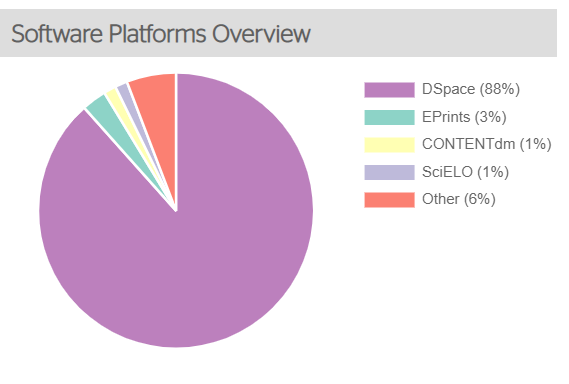 Software Platforms Overview
DSpace (88%)
EPrints (3%)
CONTENTdm (1%)
SciELO (1%)
Other (6%)